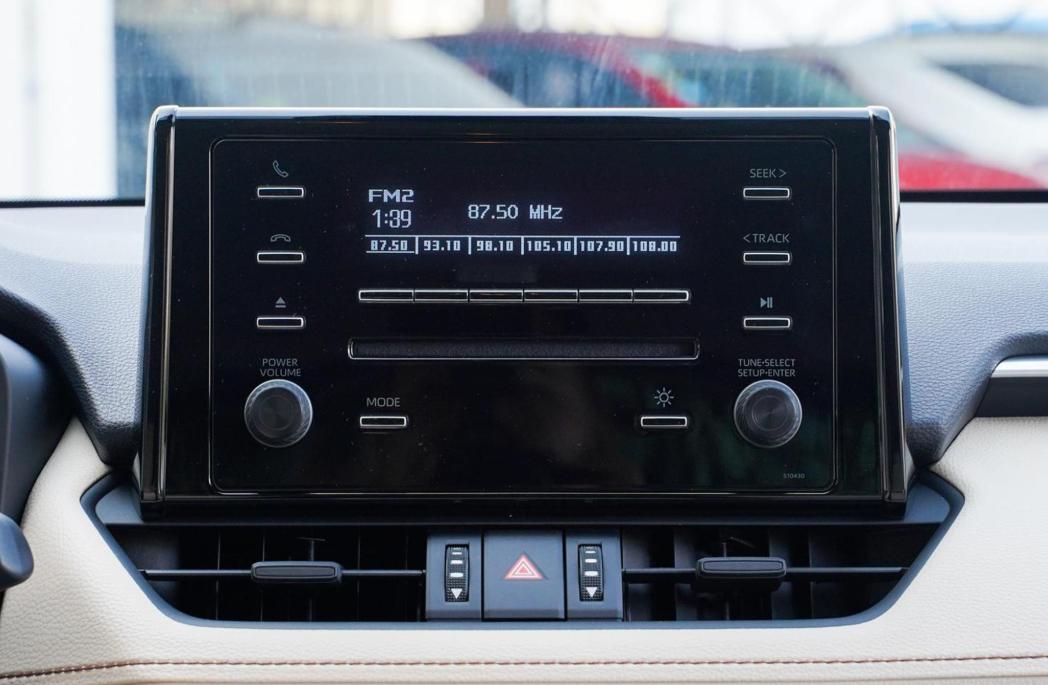 SEEK >
FM2
87.50 MHz
1:39
87.50 93.10 98.10 105.10 107.90 108.00
< TRACK
POWER
VOLUME
TUNE•SELECT
SETUP•ENTER
MODE
510430